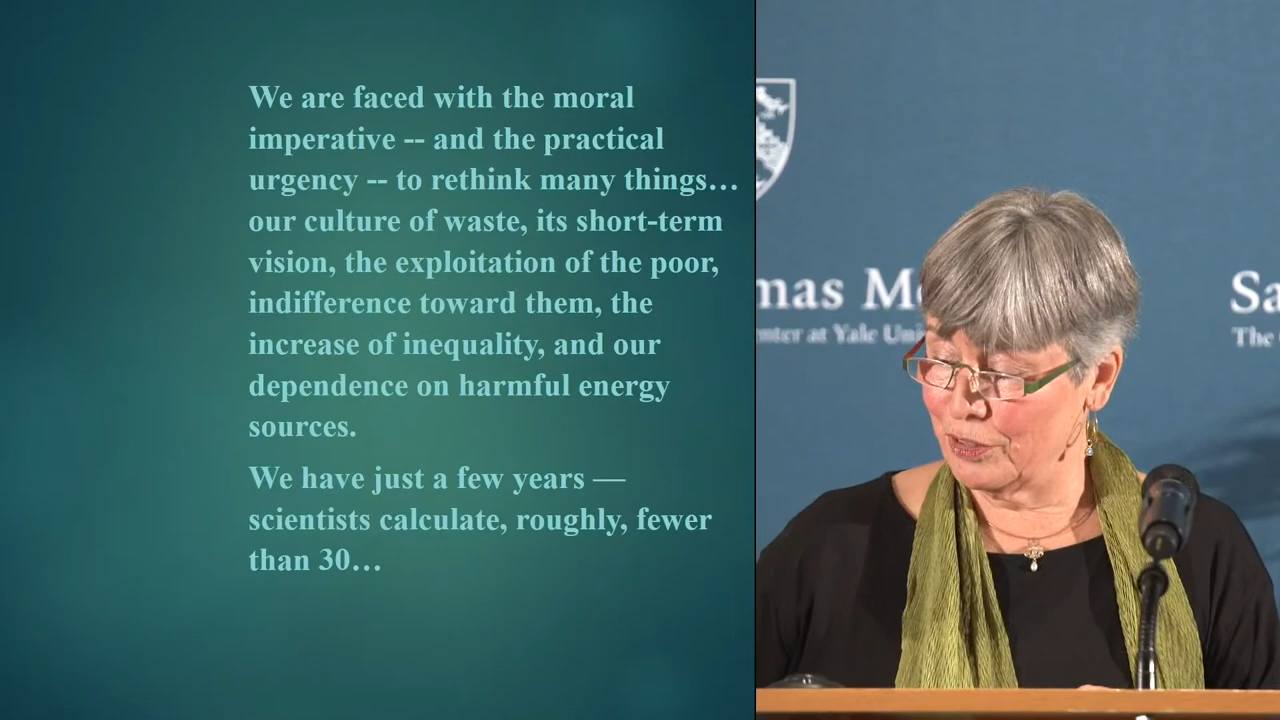 We are faced with the moral
imperative -- and the practical
urgency -- to rethink many things…
our culture of waste, its short-term
vision, the exploitation of the poor,
indifference toward them, the
increase of inequality, and our
dependence on harmful energy
sources.
We have just a few years —
scientists calculate, roughly, fewer
than 30…
mas M
enter at Yale Uni
Sa
The